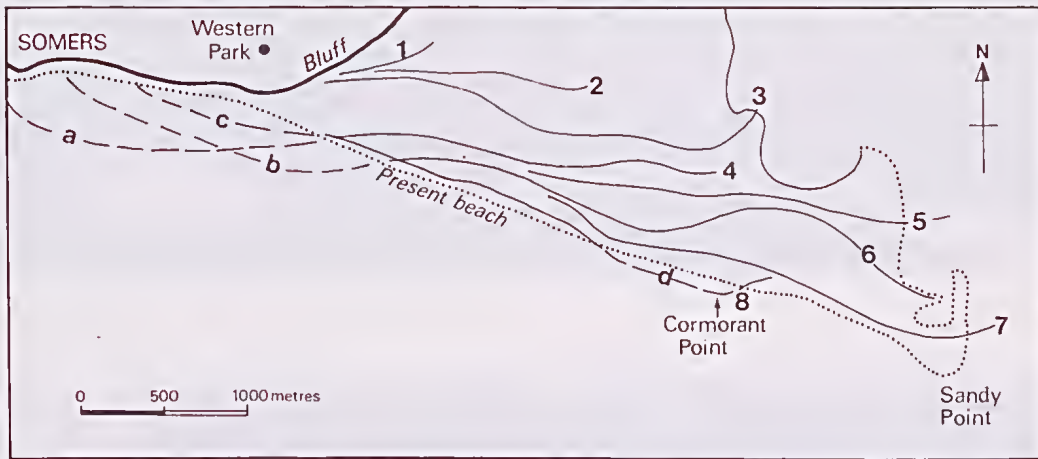 SOMERS
Western
Park
Bluff
1
2
3
N
a
c
b
4
Present beach
5
6
d
8
7
Cormorant
Point
0 500 1000 metres
Sandy
Point